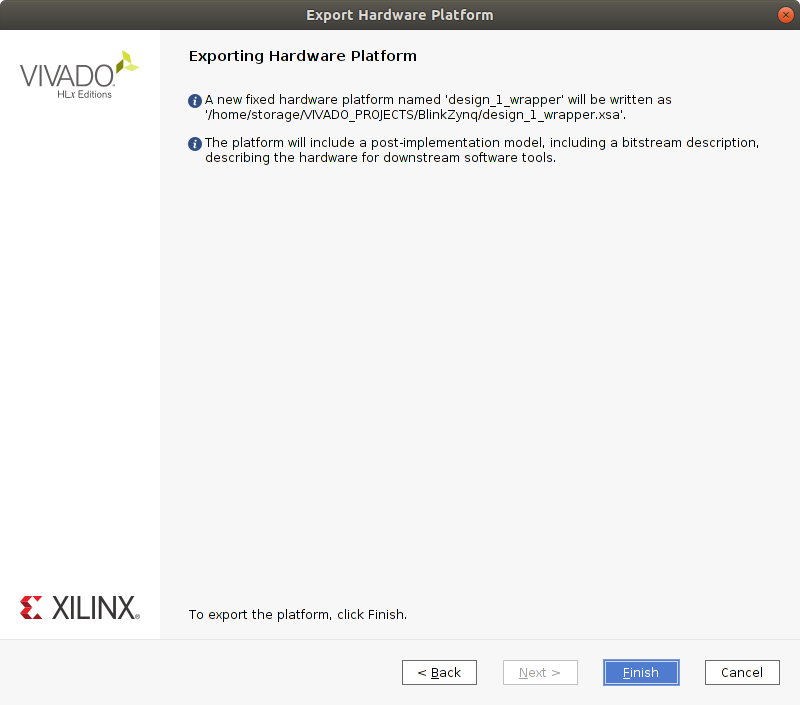 Export Hardware Platform
VIVADO.
HLx Editions
Exporting Hardware Platform
A new fixed hardware platform named 'design_1_wrapper' will be written as
'/home/storage/VIVADO_PROJECTS/BlinkZynq/design_1_wrapper.xsa'.
The platform will include a post-implementation model, including a bitstream description,
describing the hardware for downstream software tools.
XILINX®
To export the platform, click Finish.
< Back
Next >
Finish
Cancel